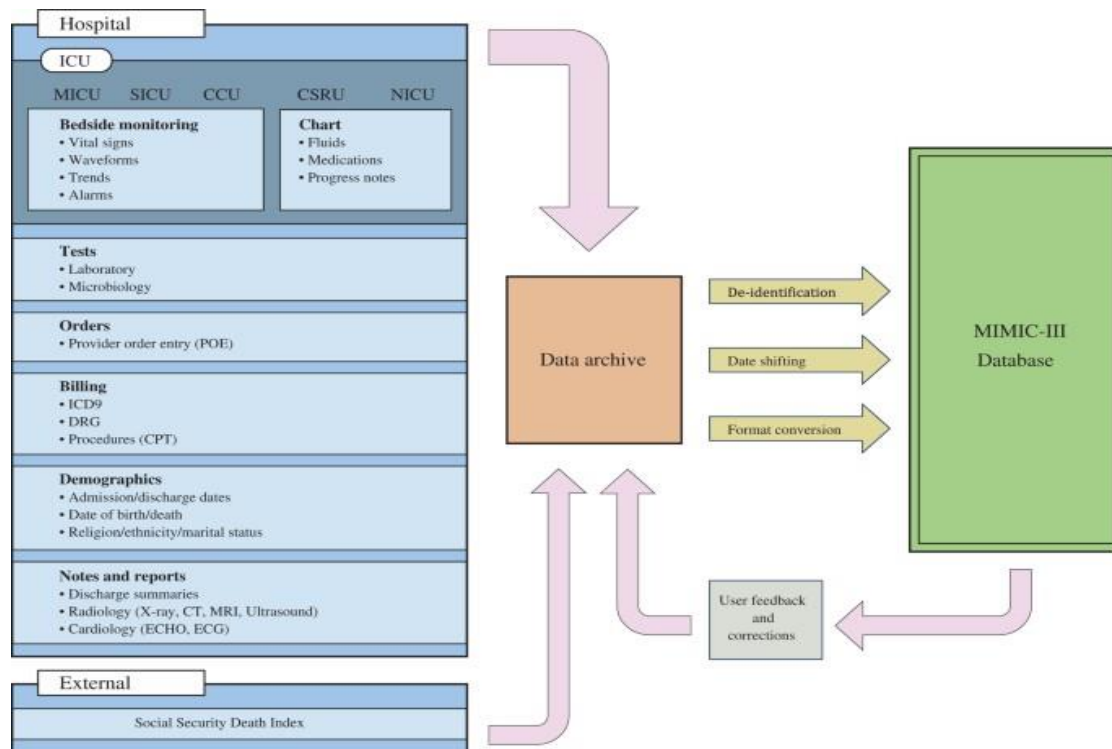 Hospital
ICU
MICU SICU CCU CSRU NICU
Bedside monitoring
• Vital signs
• Waveforms
• Trends
• Alarms
Chart
• Fluids
• Medications
• Progress notes
Tests
• Laboratory
• Microbiology
Orders
• Provider order entry (POE)
Billing
• ICD9
• DRG
• Procedures (CPT)
Demographics
• Admission/discharge dates
• Date of birth/death
• Religion/ethnicity/marital status
Notes and reports
• Discharge summaries
• Radiology (X-ray, CT, MRI, Ultrasound)
• Cardiology (ECHO, ECG)
External
Social Security Death Index
Data archive
De-identification
Date shifting
Format conversion
MIMIC-III
Database
User feedback
and
corrections